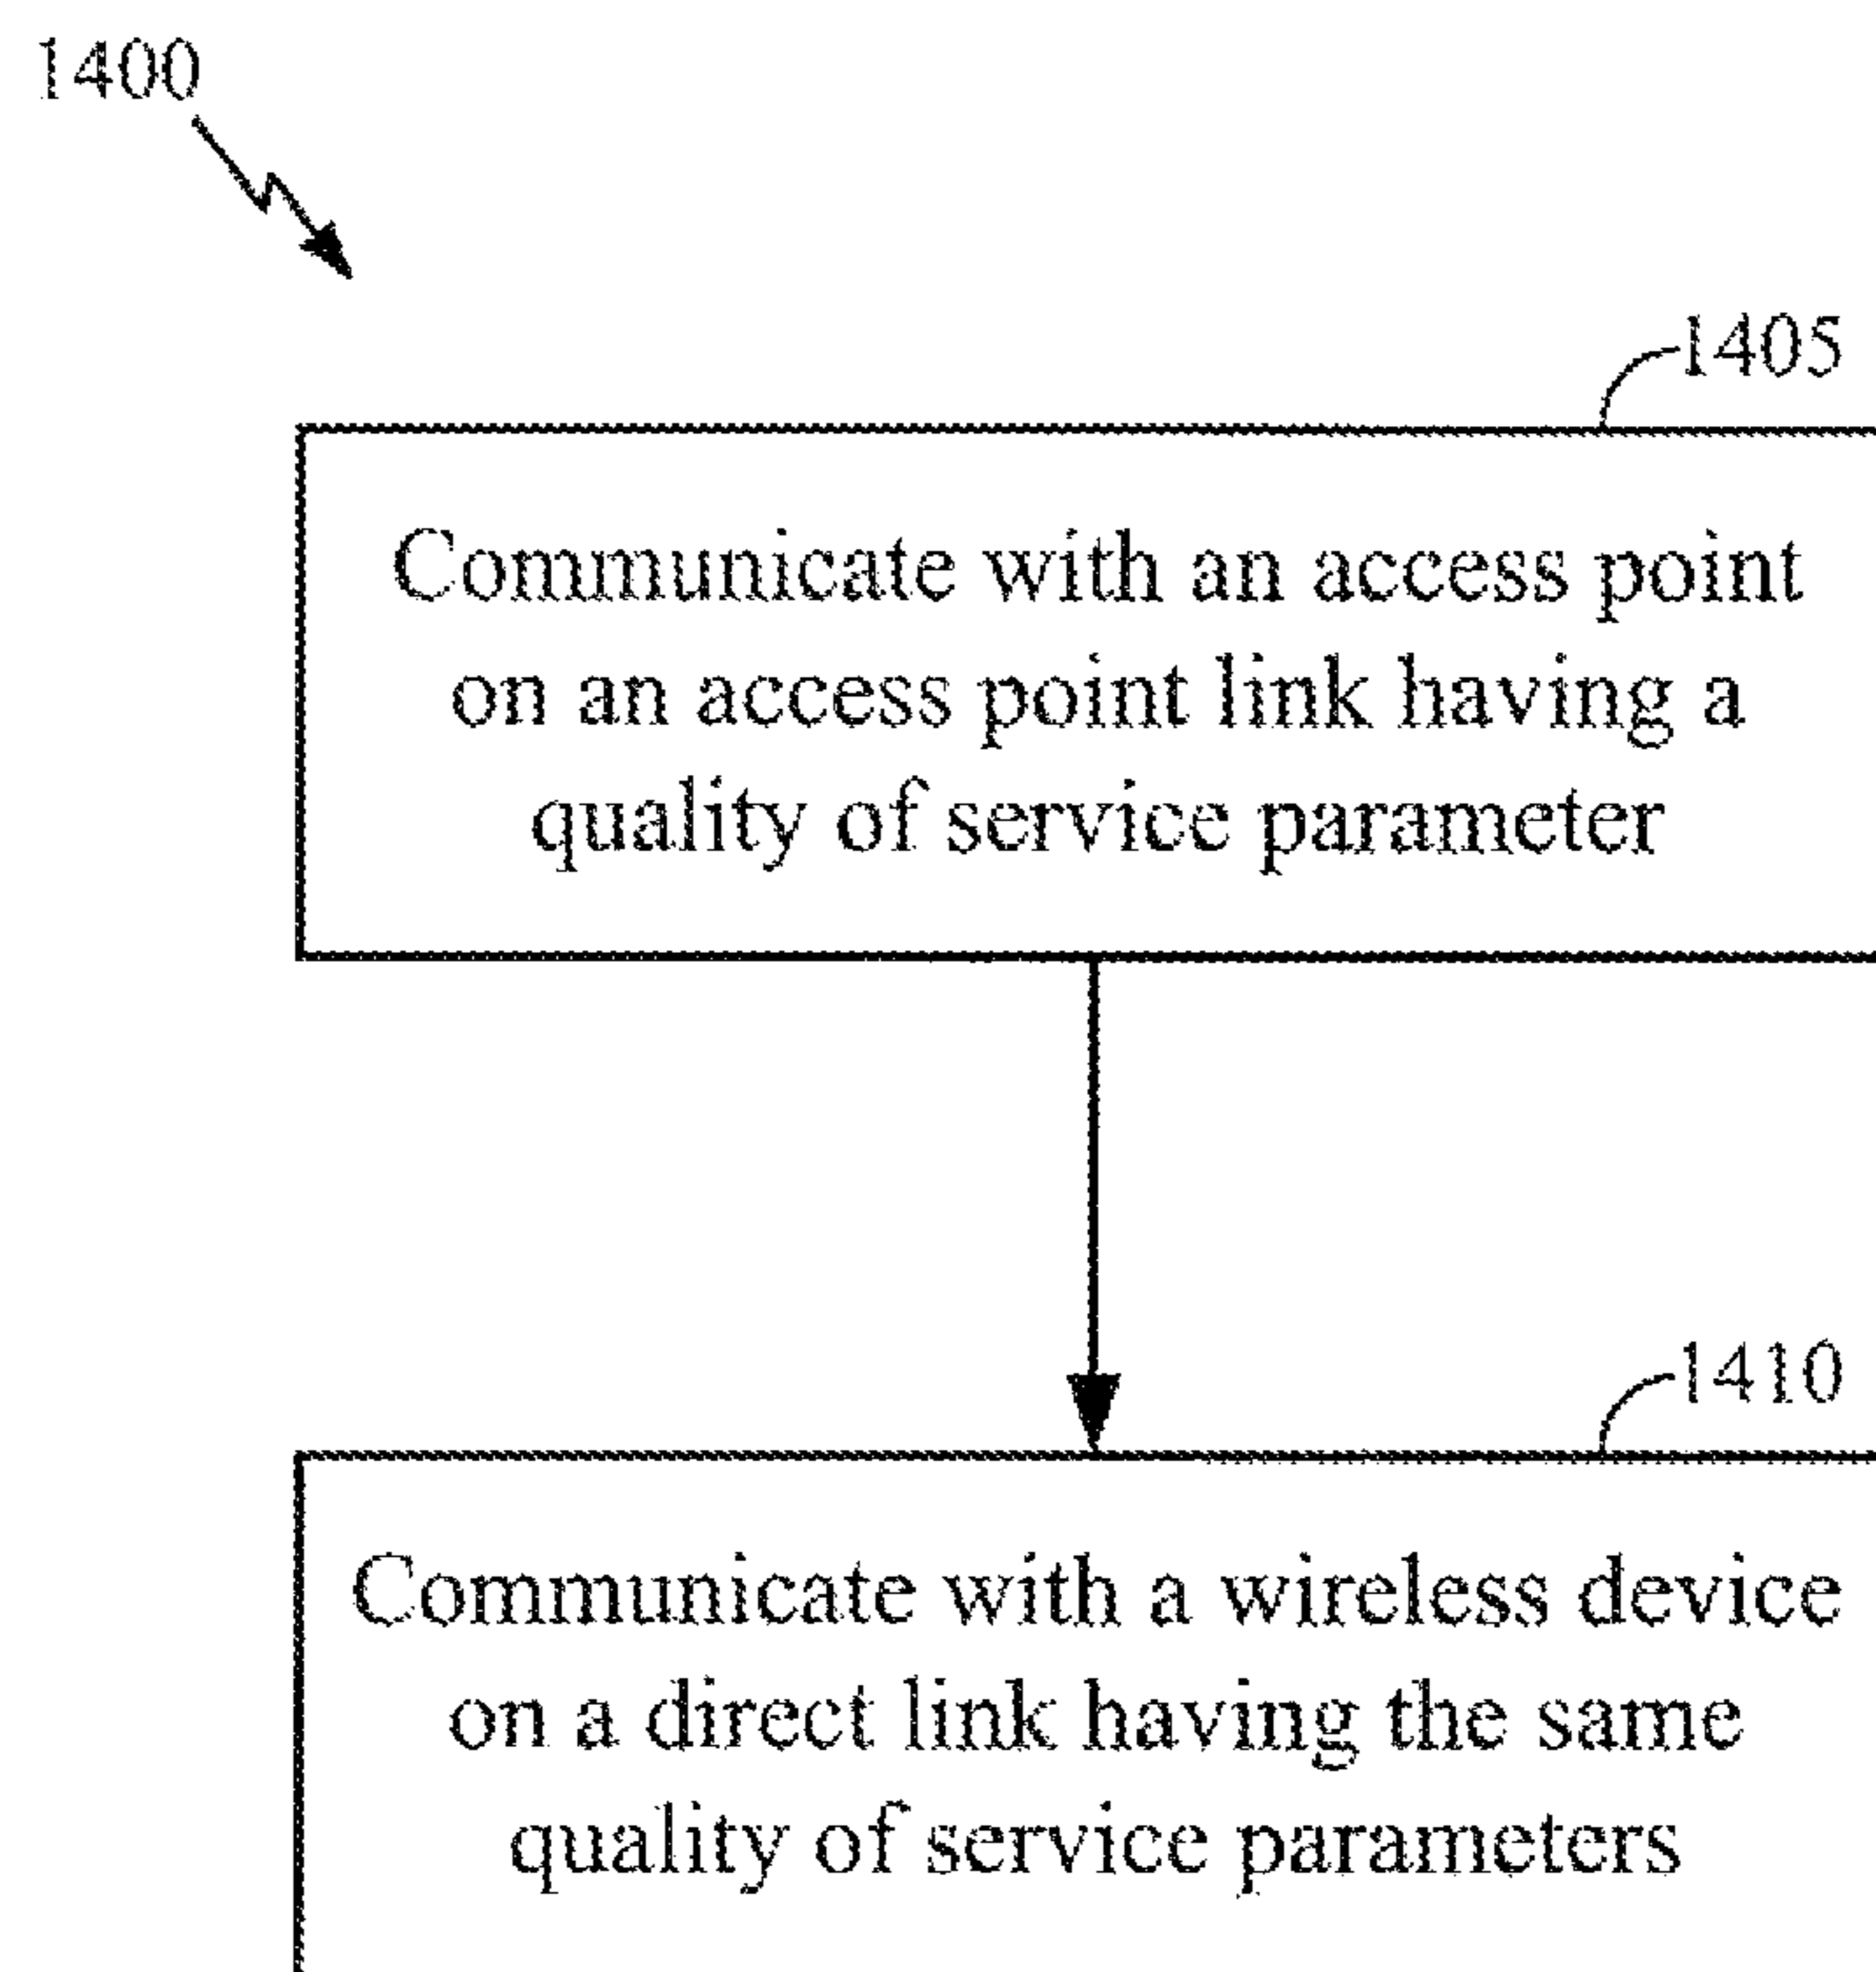 1400
1405
Communicate with an access point
on an access point link having a
quality of service parameter
1410
Communicate with a wireless device
on a direct link having the same
quality of service parameters